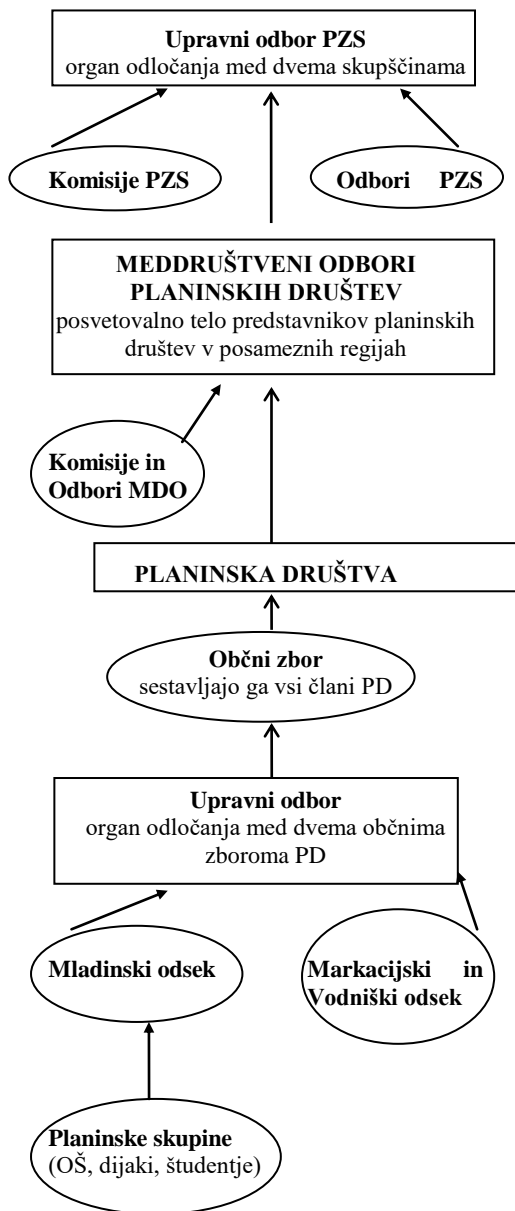 Upravni odbor PZS
organ odločanja med dvema skupščinama
Komisije PZS
Odbori PZS
MEDDRUŠTVENI ODBORI
PLANINSKIH DRUŠTEV
posvetovalno telo predstavnikov planinskih
društev v posameznih regijah
Komisije in
Odbori MDO
PLANINSKA DRUŠTVA
Občni zbor
sestavljajo ga vsi člani PD
Upravni odbor
organ odločanja med dvema občnima
zboroma PD
Mladinski odsek
Markacijski in
Vodniški odsek
Planinske skupine
(OŠ, dijaki, študentje)